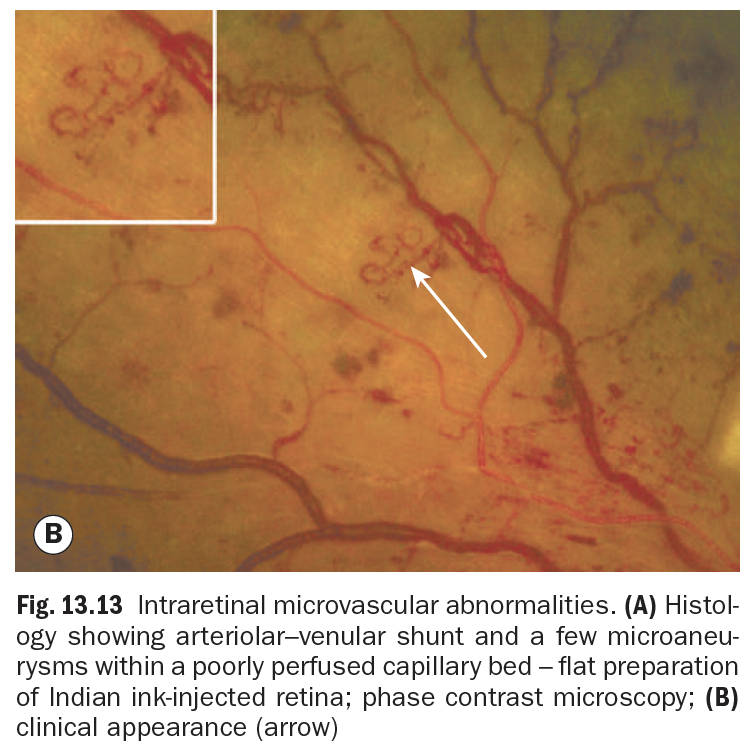 B
Fig. 13.13 Intraretinal microvascular abnormalities. (A) Histol-
ogy showing arteriolar–venular shunt and a few microaneu-
rysms within a poorly perfused capillary bed – flat preparation
of Indian ink-injected retina; phase contrast microscopy; (B)
clinical appearance (arrow)